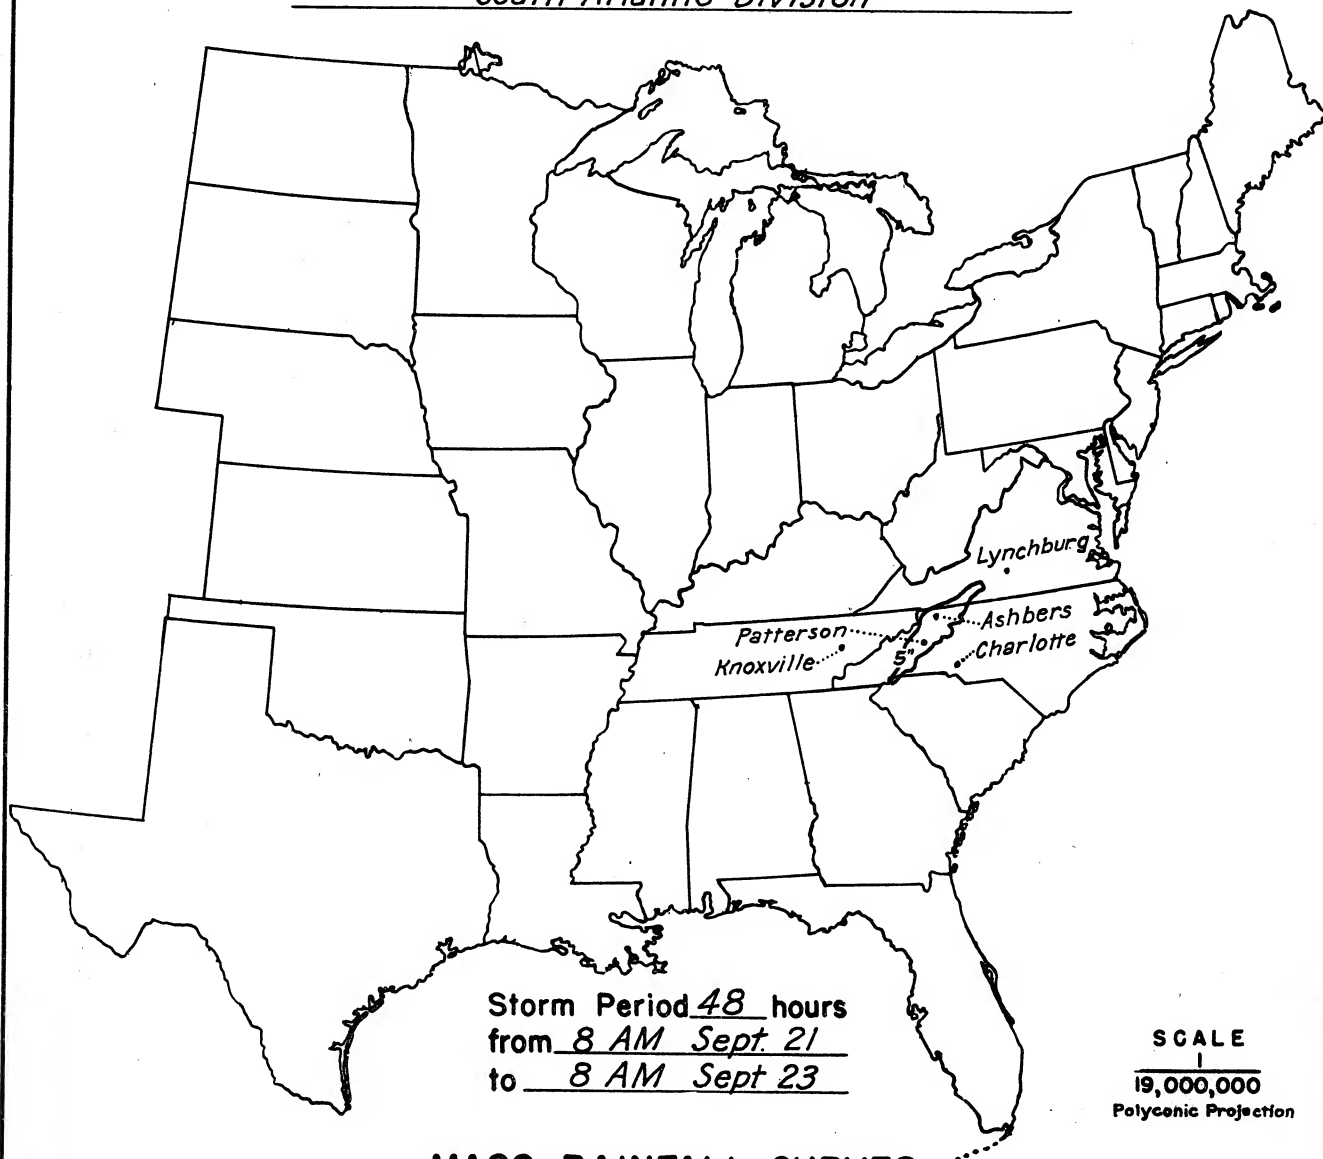 South Atlantic Division
Lynchburg
Patterson
Ashbers
Knoxville
Charlotte
5"
Storm Period 48 hours
from 8 AM Sept. 21
to 8 AM Sept 23
SCALE
1
19,000,000
Polyconic Projection
MASS RAINFALL CURVES